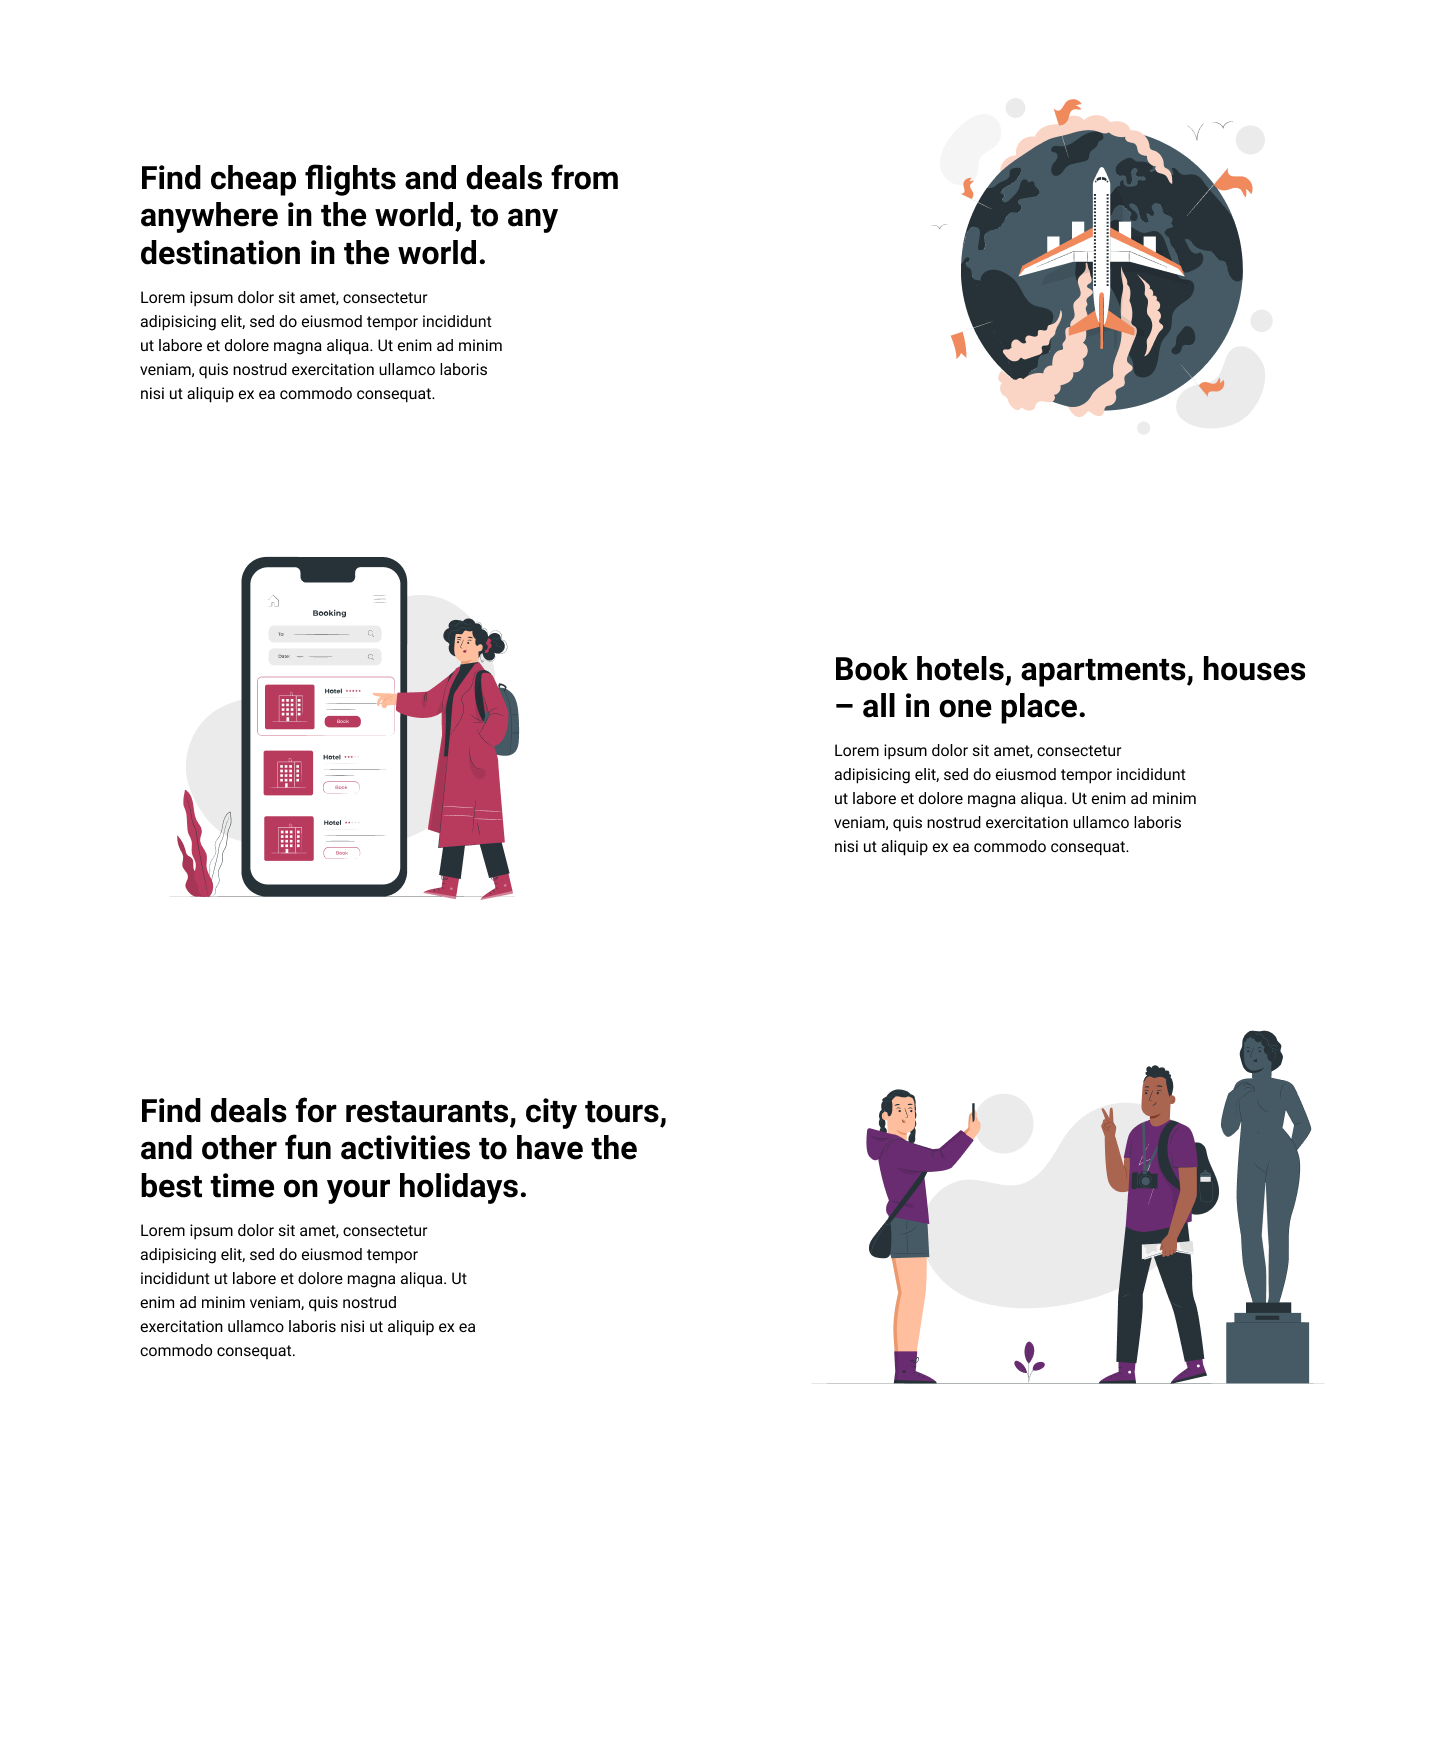 Find cheap flights and deals from
anywhere in the world, to any
destination in the world.
Lorem ipsum dolor sit amet, consectetur
adipisicing elit, sed do eiusmod tempor incididunt
ut labore et dolore magna aliqua. Ut enim ad minim
veniam, quis nostrud exercitation ullamco laboris
nisi ut aliquip ex ea commodo consequat.
Booking
To:
Date:
Hotel
Book
Hotel
Book
Hotel
Book
Book hotels, apartments, houses
– all in one place.
Lorem ipsum dolor sit amet, consectetur
adipisicing elit, sed do eiusmod tempor incididunt
ut labore et dolore magna aliqua. Ut enim ad minim
veniam, quis nostrud exercitation ullamco laboris
nisi ut aliquip ex ea commodo consequat.
Find deals for restaurants, city tours,
and other fun activities to have the
best time on your holidays.
Lorem ipsum dolor sit amet, consectetur
adipisicing elit, sed do eiusmod tempor
incididunt ut labore et dolore magna aliqua. Ut
enim ad minim veniam, quis nostrud
exercitation ullamco laboris nisi ut aliquip ex ea
commodo consequat.